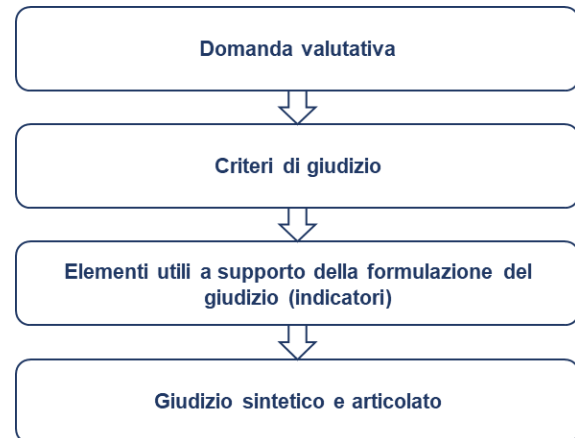 Domanda valutativa
Criteri di giudizio
Elementi utili a supporto della formulazione del
giudizio (indicatori)
Giudizio sintetico e articolato